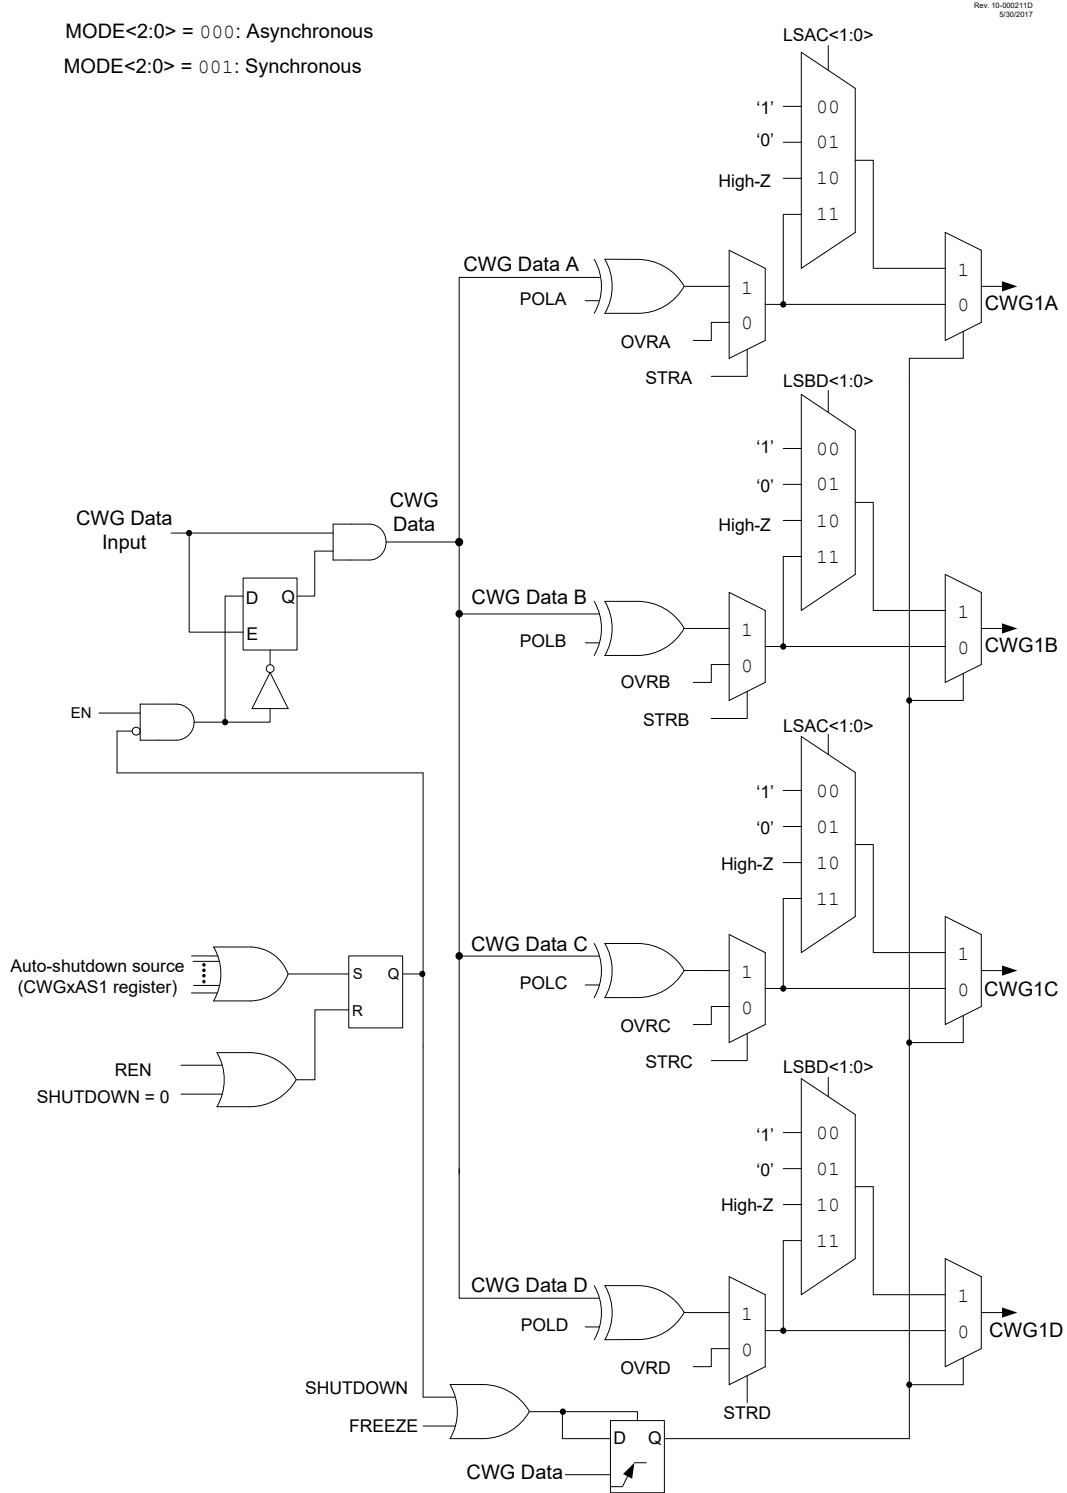 Rev. 10-000211D
5/30/2017
MODE<2:0> = 000: Asynchronous
MODE<2:0> = 001: Synchronous
LSAC<1:0>
'1'
00
'0'
01
High-Z
10
11
CWG Data A
POLA
1
0
OVRA
STRA
1
0
CWG1A
LSBD<1:0>
'1'
00
'0'
01
High-Z
10
11
CWG Data
Input
CWG
Data
D
Q
E
EN
CWG Data B
POLB
1
0
OVRB
STRB
1
0
CWG1B
LSAC<1:0>
'1'
00
'0'
01
High-Z
10
11
CWG Data C
POLC
1
0
OVRC
STRC
1
0
CWG1C
Auto-shutdown source
(CWGxAS1 register)
S
Q
R
REN
SHUTDOWN = 0
LSBD<1:0>
'1'
00
'0'
01
High-Z
10
11
CWG Data D
POLD
1
0
OVRD
STRD
1
0
CWG1D
SHUTDOWN
FREEZE
D
Q
CWG Data